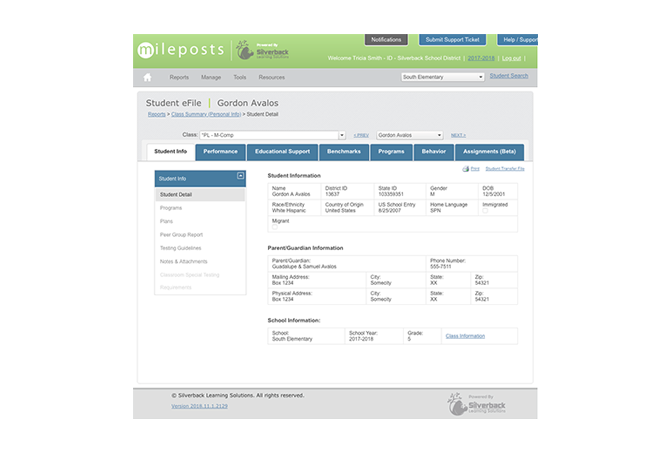 Notifications Submit Support Ticket Help / Suppor
mileposts Powered By Silverback Learning Solutions
Welcome Tricia Smith - ID - Silverback School District | 2017-2018 | Log out |
Reports Manage Tools Resources South Elementary Student Search
Student eFile | Gordon Avalos
Reports > Class Summary (Personal Info) > Student Detail
Class: *PL - M-Comp < PREV Gordon Avalos NEXT >
Student Info Performance Educational Support Benchmarks Programs Behavior Assignments (Beta)
Print Student Transfer File
Student Info
Student Detail
Programs
Plans
Peer Group Report
Testing Guidelines
Notes & Attachments
Classroom Special Testing
Requirements
Student Information
Name District ID State ID Gender DOB:
Gordon A Avalos 13637 103359351 M 12/5/2001
Race/Ethnicity Country of Origin US School Entry Home Language Immigrated
White Hispanic United States 8/25/2007 SPN
Migrant
Parent/Guardian Information
Parent/Guardian: Phone Number:
Guadalupe & Samuel Avalos 555-7511
Mailing Address: City: State: Zip:
Box 1234 Somecity XX 54321
Physical Address: City: State: Zip:
Box 1234 Somecity XX 54321
School Information:
School: School Year: Grade:
South Elementary 2017-2018 5 Class Information
© Silverback Learning Solutions. All rights reserved.
Version 2018.11.1.2129
Powered By
Silverback
Learning Solutions